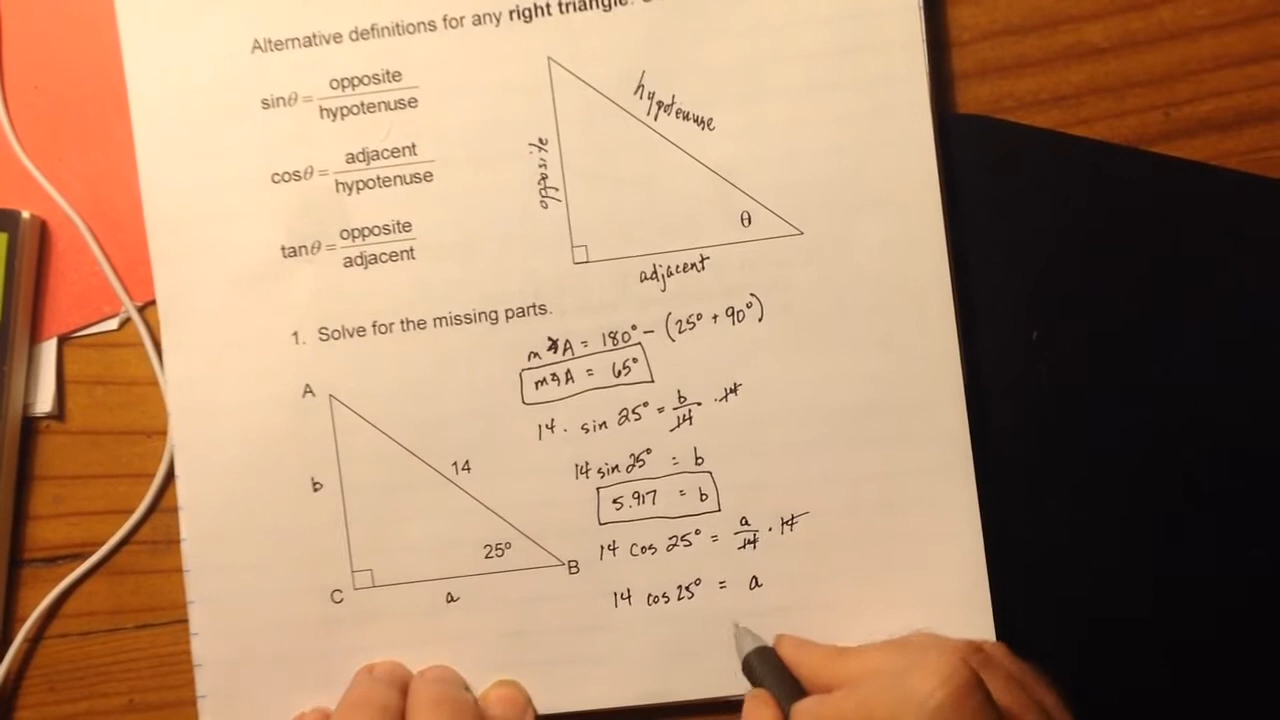 Alternative definitions for any right triangle.
sinθ = opposite / hypotenuse
cosθ = adjacent / hypotenuse
tanθ = opposite / adjacent
hypotenuse
opposite
θ
adjacent
1. Solve for the missing parts.
A
b
14
25°
B
C
a
m∡A = 180° - (25° + 90°)
m∡A = 65°
14 · sin 25° = b/14 · 14
14 sin 25° = b
5.917 = b
14 cos 25° = a/14 · 14
14 cos 25° = a